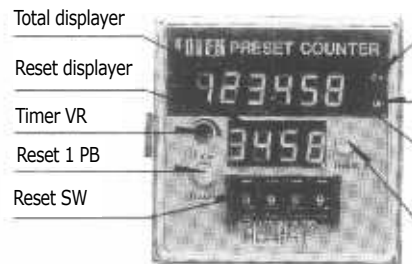 Total displayer
PRESET COUNTER
Reset displayer
123458
Timer VR
3458
Reset 1 PB
Reset SW